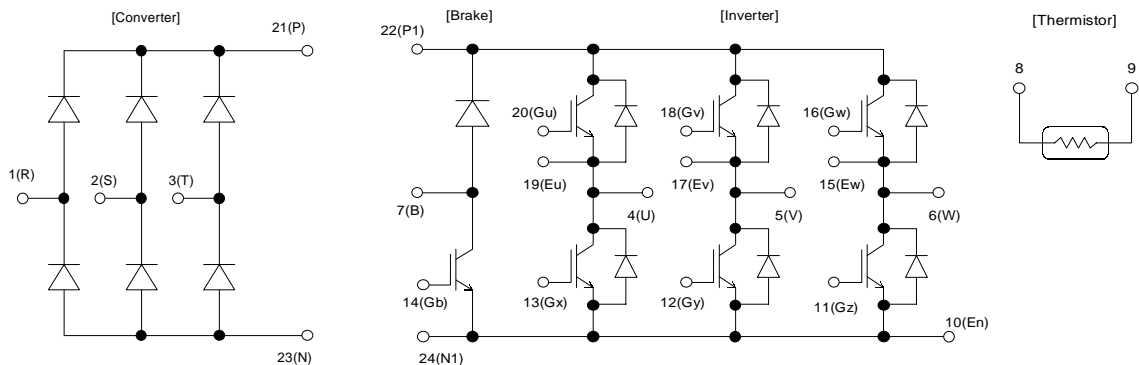 [Converter]
[Brake]
[Inverter]
[Thermistor]
21(P)
22(P1)
8
9
20(Gu)
18(Gv)
16(Gw)
1(R)
2(S)
3(T)
19(Eu)
17(Ev)
15(Ew)
7(B)
4(U)
5(V)
6(W)
14(Gb)
13(Gx)
12(Gy)
11(Gz)
10(En)
23(N)
24(N1)